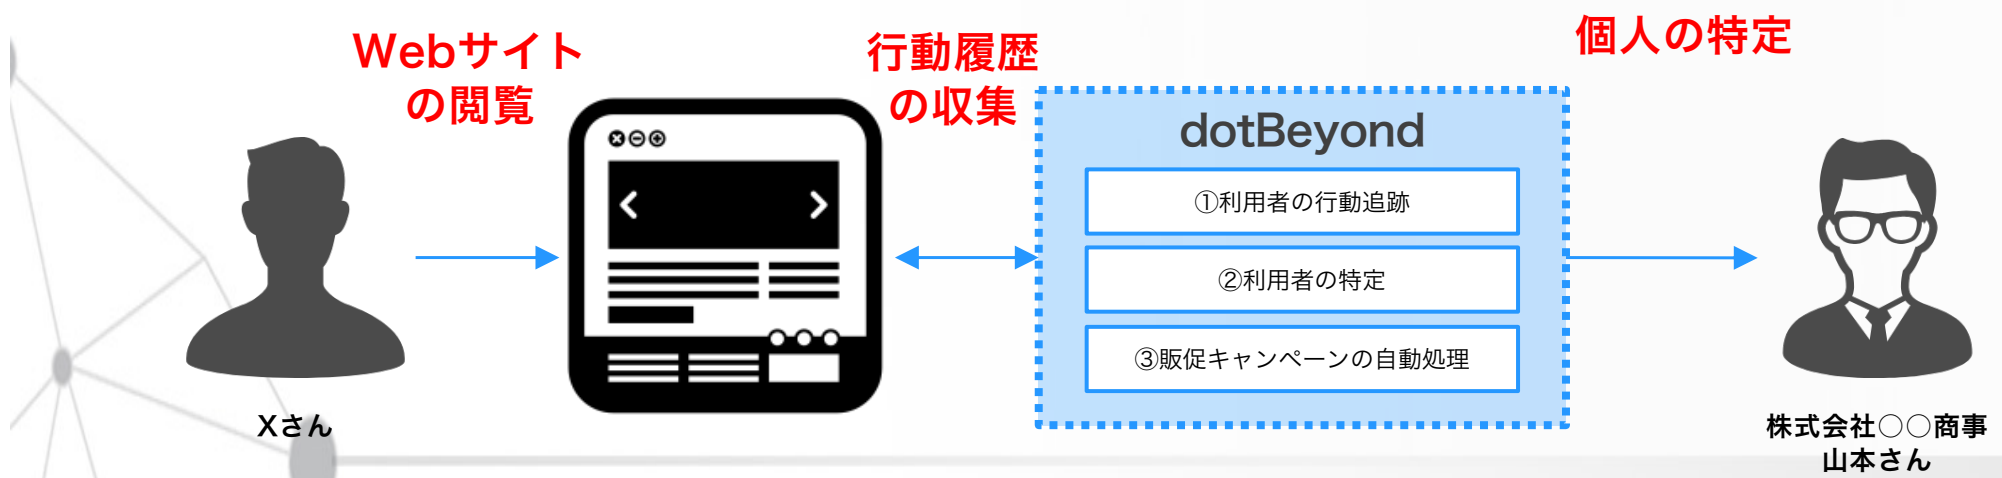 Webサイト
の閲覧
行動履歴
の収集
個人の特定
dotBeyond
①利用者の行動追跡
②利用者の特定
③販促キャンペーンの自動処理
Xさん
株式会社○○商事
山本さん